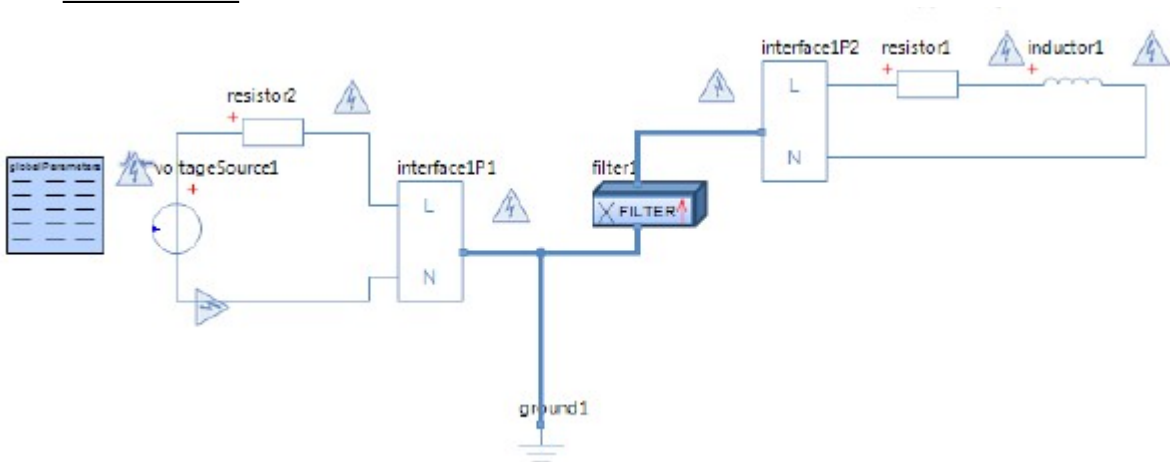 interface1P2
resistor1
inductor1
L
N
resistor2
globalParameters
voltageSource1
interface1P1
L
N
filter1
FILTER
ground1